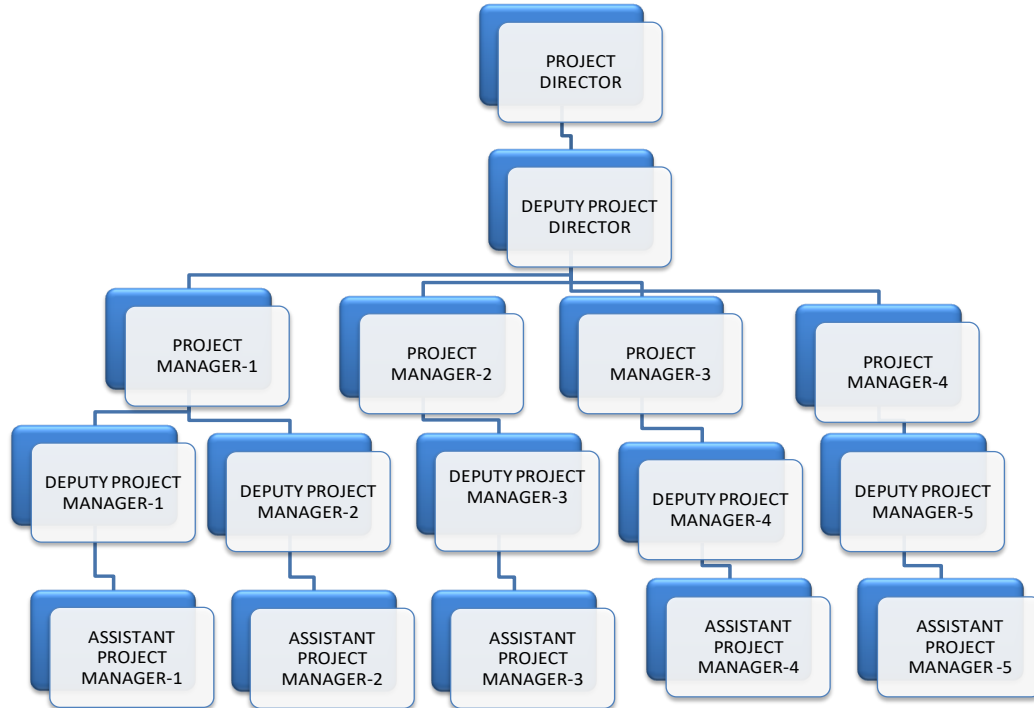 PROJECT
DIRECTOR
DEPUTY PROJECT
DIRECTOR
PROJECT
MANAGER-1
PROJECT
MANAGER-2
PROJECT
MANAGER-3
PROJECT
MANAGER-4
DEPUTY PROJECT
MANAGER-1
DEPUTY PROJECT
MANAGER-2
DEPUTY PROJECT
MANAGER-3
DEPUTY PROJECT
MANAGER-4
DEPUTY PROJECT
MANAGER-5
ASSISTANT
PROJECT
MANAGER-1
ASSISTANT
PROJECT
MANAGER-2
ASSISTANT
PROJECT
MANAGER-3
ASSISTANT
PROJECT
MANAGER-4
ASSISTANT
PROJECT
MANAGER-5